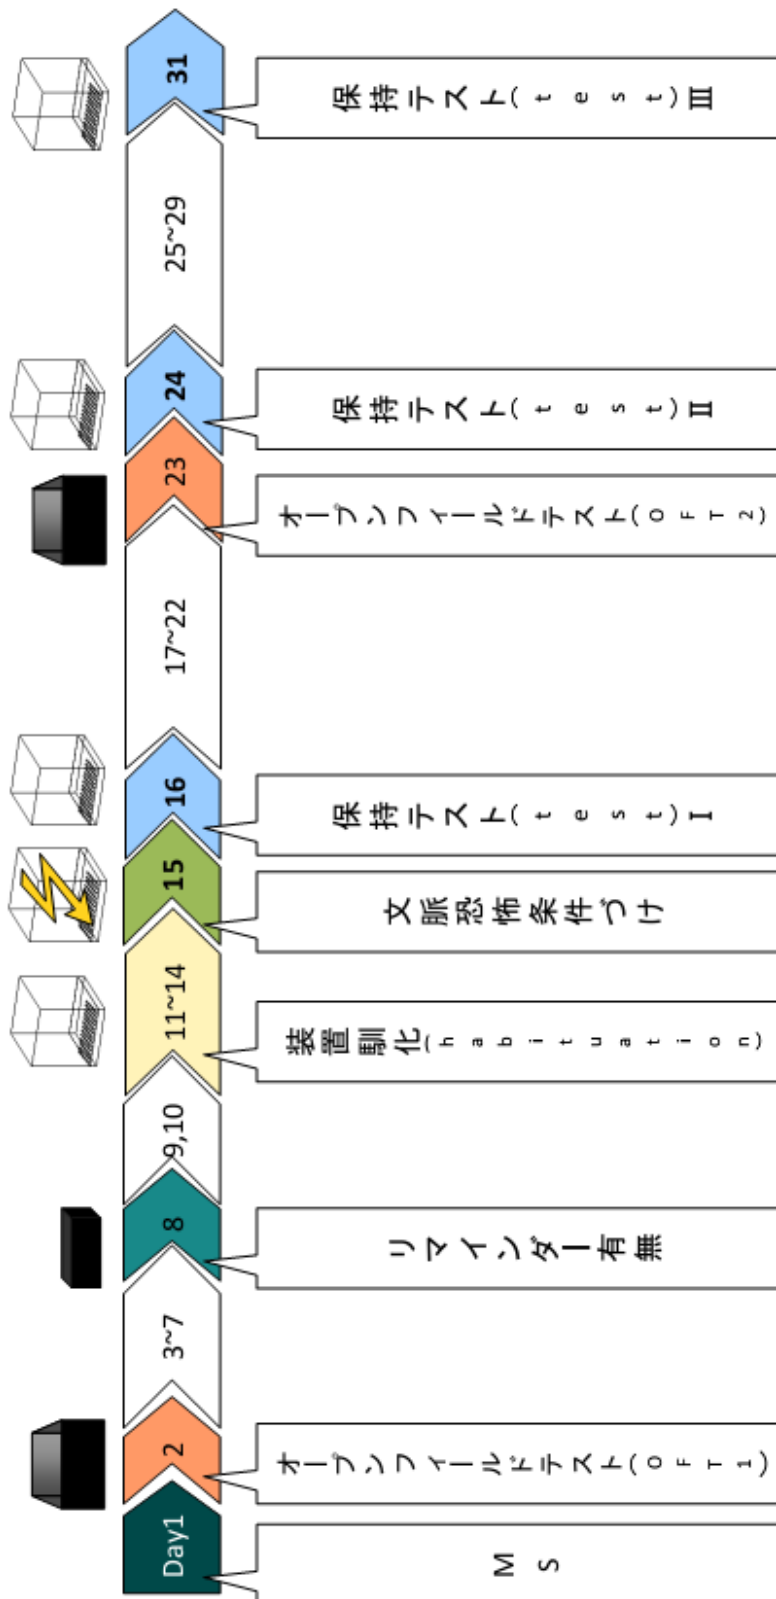 Day1
2
3~7
8
9,10
11~14
15
16
17~22
23
24
25~29
31
MS
オープンフィールドテスト(OFT1)
リマインダー有無
装置馴化(habituation)
文脈恐怖条件づけ
保持テスト(test)Ⅰ
オープンフィールドテスト(OFT2)
保持テスト(test)Ⅱ
保持テスト(test)Ⅲ